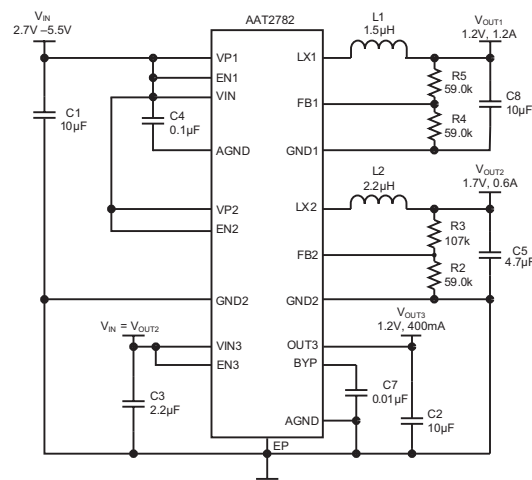 AAT2782
VIN
2.7V –5.5V
L1
1.5µH
VOUT1
1.2V, 1.2A
VP1
EN1
VIN
AGND
VP2
EN2
GND2
VIN3
EN3
LX1
FB1
GND1
LX2
FB2
GND2
OUT3
BYP
AGND
EP
C1
10µF
C4
0.1µF
R5
59.0k
R4
59.0k
C8
10µF
L2
2.2µH
VOUT2
1.7V, 0.6A
R3
107k
R2
59.0k
C5
4.7µF
VIN = VOUT2
VOUT3
1.2V, 400mA
C3
2.2µF
C7
0.01µF
C2
10µF